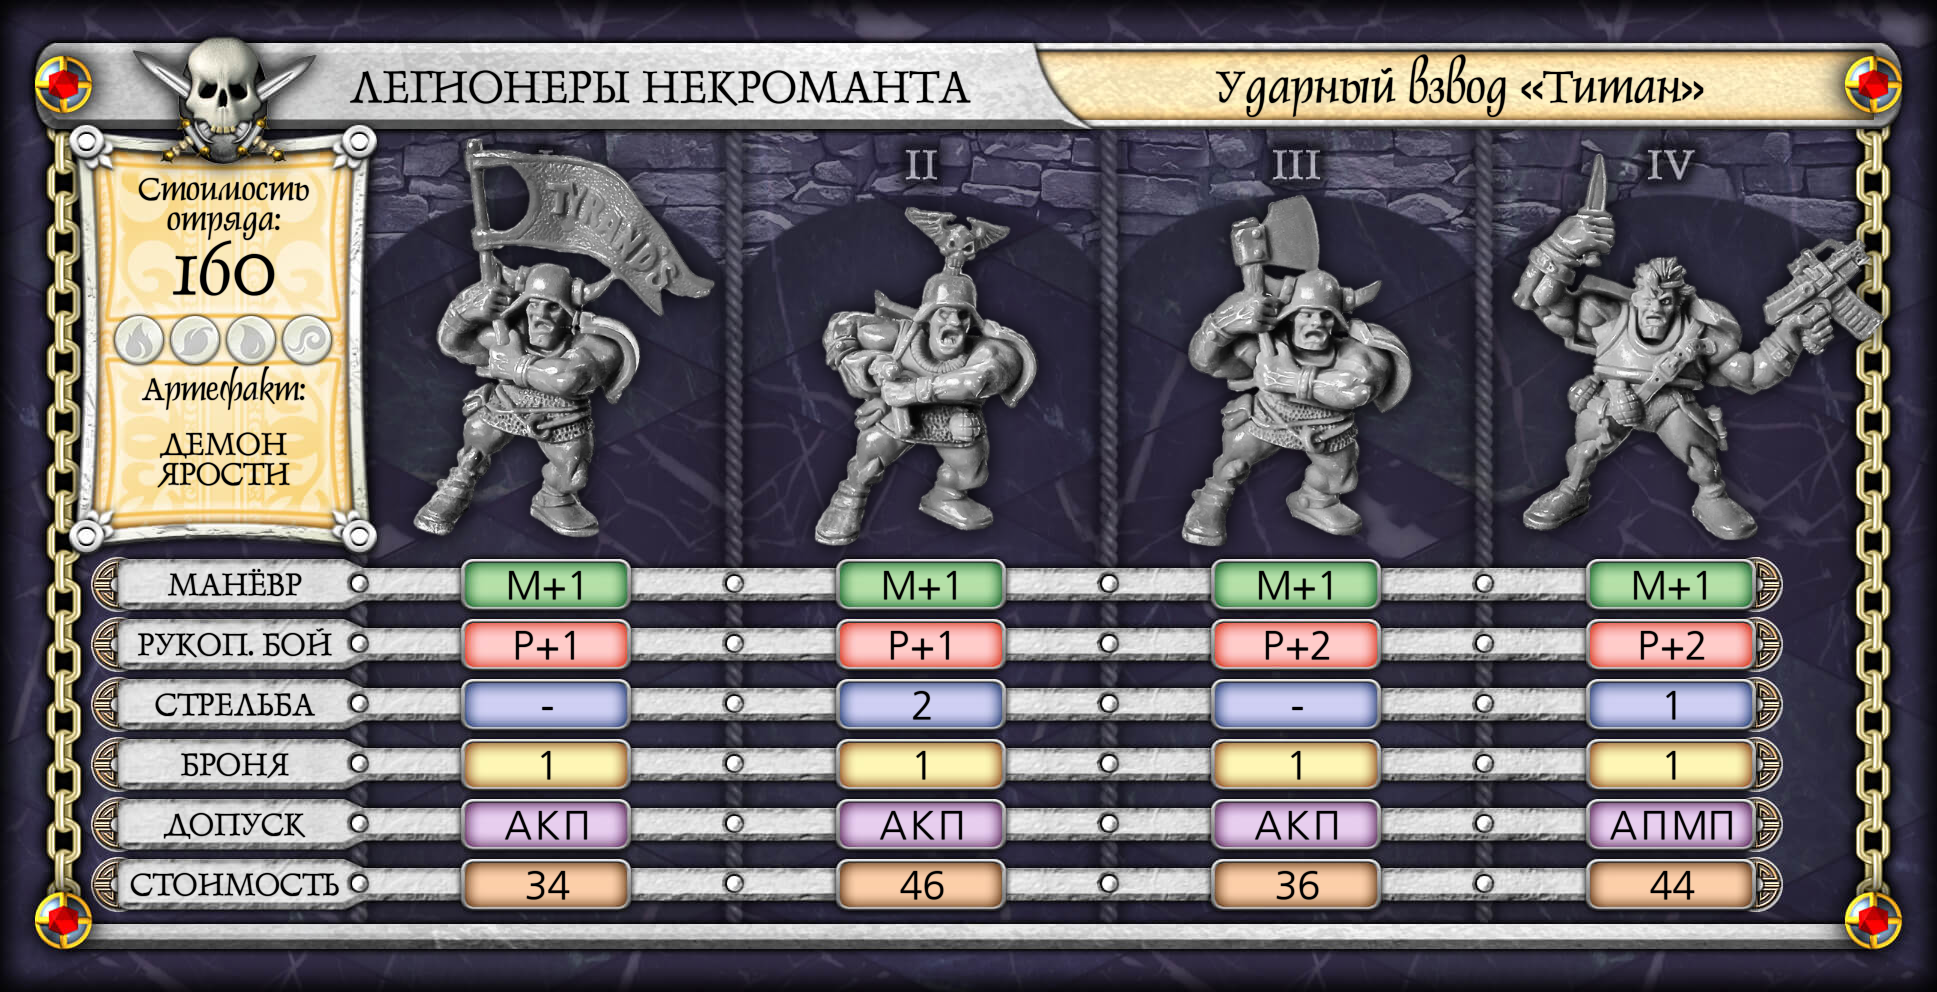 ЛЕГИОНЕРЫ НЕКРОМАНТА
Ударный взвод «Титан»
Стоимость
отряда:
160
Артефакт:
ДЕМОН
ЯРОСТИ
I II III IV
TYRANDS
МАНЁВР M+1 M+1 M+1 M+1
РУКОП. БОЙ P+1 P+1 P+2 P+2
СТРЕЛЬБА - 2 - 1
БРОНЯ 1 1 1 1
ДОПУСК АКП АКП АКП АПМП
СТОИМОСТЬ 34 46 36 44